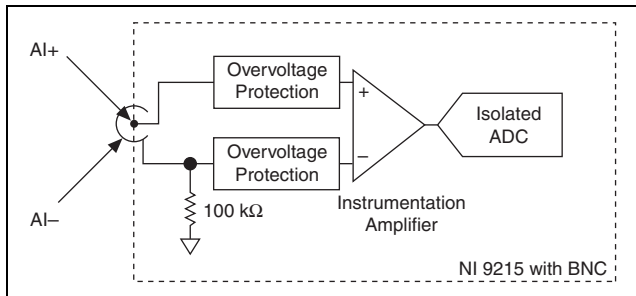 AI+
Overvoltage
Protection
+
Isolated
ADC
Overvoltage
Protection
–
AI–
100 kΩ
Instrumentation
Amplifier
NI 9215 with BNC